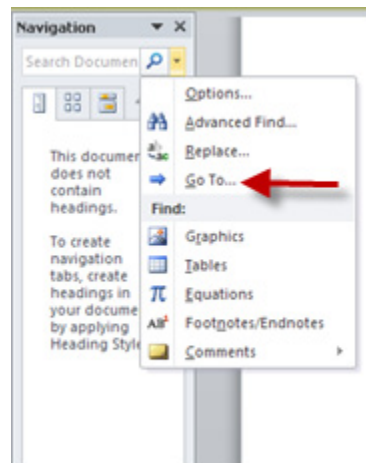 Navigation
Search Documen
Options...
Advanced Find...
Replace...
Go To...
Find:
Graphics
Tables
Equations
Footnotes/Endnotes
Comments
This documen
does not
contain
headings.
To create
navigation
tabs, create
headings in
your docume
by applying
Heading Style